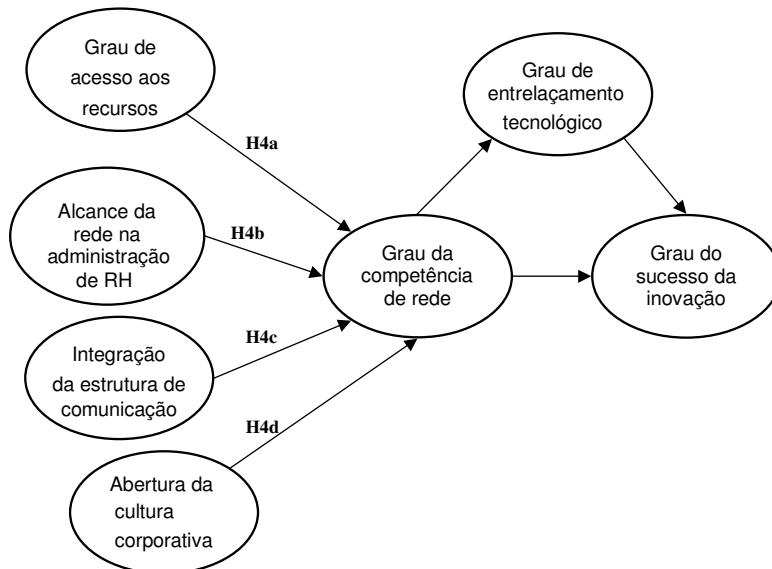 Grau de
acesso aos
recursos
H4a
Alcance da
rede na
administração
de RH
H4b
Integração
da estrutura de
comunicação
H4c
Abertura da
cultura
corporativa
H4d
Grau da
competência
de rede
Grau de
entrelaçamento
tecnológico
Grau do
sucesso da
inovação